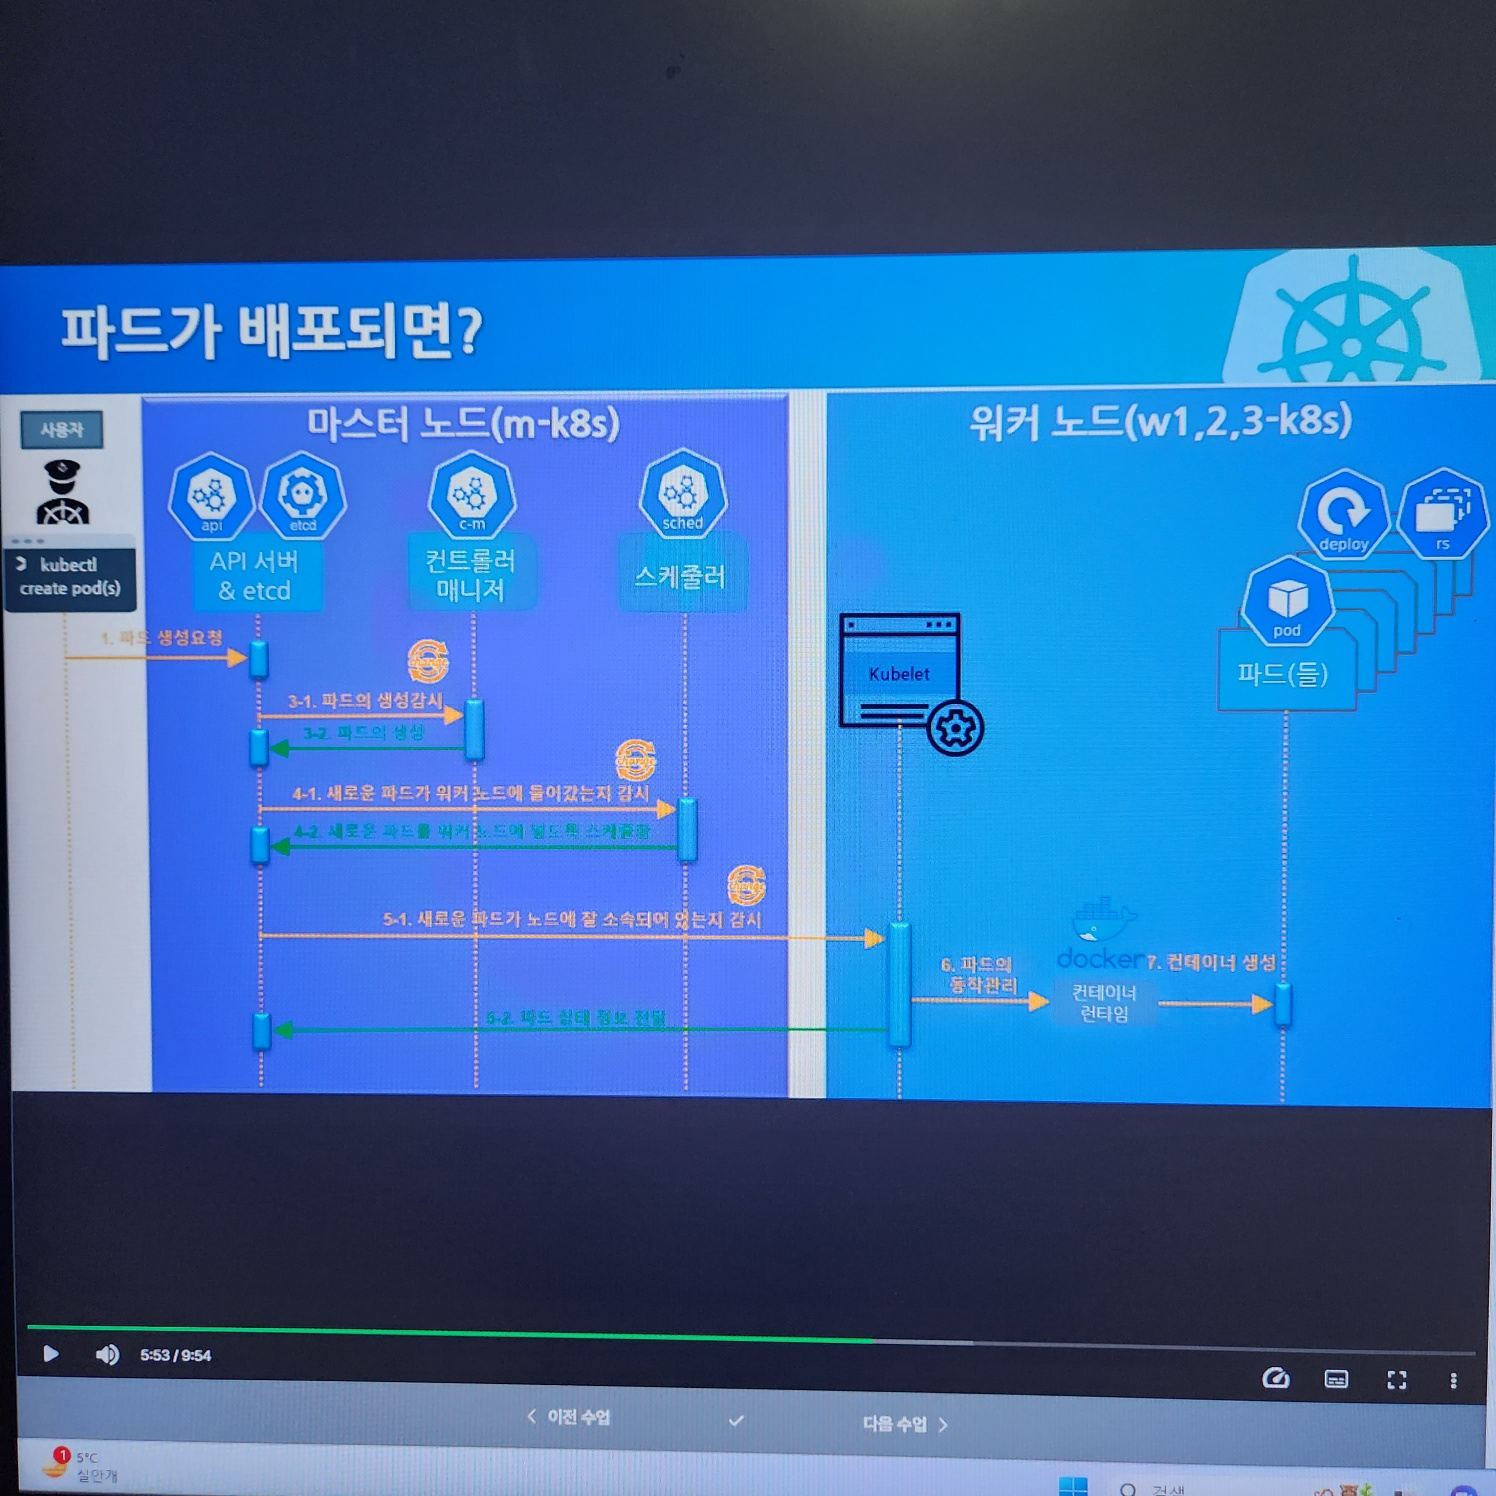 파드가 배포되면?
사용자
kubectl
create pod(s)
마스터 노드(m-k8s)
api
etcd
c-m
sched
API 서버
& etcd
컨트롤러
매니저
스케줄러
워커 노드(w1,2,3-k8s)
deploy
rs
pod
파드(들)
Kubelet
1. 파드 생성요청
change
3-1. 파드의 생성감시
3-2. 파드의 생성
change
4-1. 새로운 파드가 워커 노드에 들어갔는지 감시
4-2. 새로운 파드를 워커 노드에 넣도록 스케줄링
change
5-1. 새로운 파드가 노드에 잘 소속되어 있는지 감시
5-2. 파드 상태 정보 전달
6. 파드의
동작관리
docker
컨테이너
런타임
7. 컨테이너 생성
5:53 / 9:54
이전 수업
다음 수업
1
5°C
실안개
검색